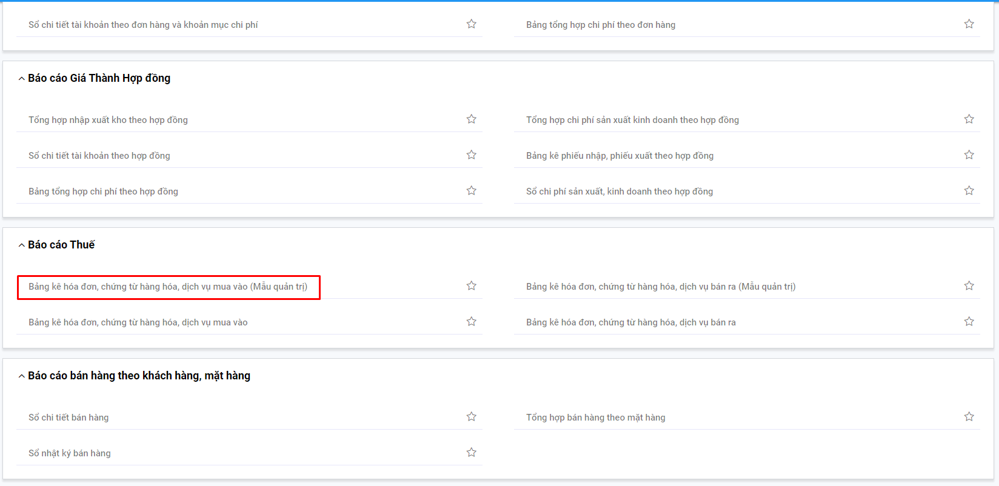 Sổ chi tiết tài khoản theo đơn hàng và khoản mục chi phí
Bảng tổng hợp chi phí theo đơn hàng
Báo cáo Giá Thành Hợp đồng
Tổng hợp nhập xuất kho theo hợp đồng
Tổng hợp chi phí sản xuất kinh doanh theo hợp đồng
Sổ chi tiết tài khoản theo hợp đồng
Bảng kê phiếu nhập, phiếu xuất theo hợp đồng
Bảng tổng hợp chi phí theo hợp đồng
Sổ chi phí sản xuất, kinh doanh theo hợp đồng
Báo cáo Thuế
Bảng kê hóa đơn, chứng từ hàng hóa, dịch vụ mua vào (Mẫu quản trị)
Bảng kê hóa đơn, chứng từ hàng hóa, dịch vụ bán ra (Mẫu quản trị)
Bảng kê hóa đơn, chứng từ hàng hóa, dịch vụ mua vào
Bảng kê hóa đơn, chứng từ hàng hóa, dịch vụ bán ra
Báo cáo bán hàng theo khách hàng, mặt hàng
Sổ chi tiết bán hàng
Tổng hợp bán hàng theo mặt hàng
Sổ nhật ký bán hàng